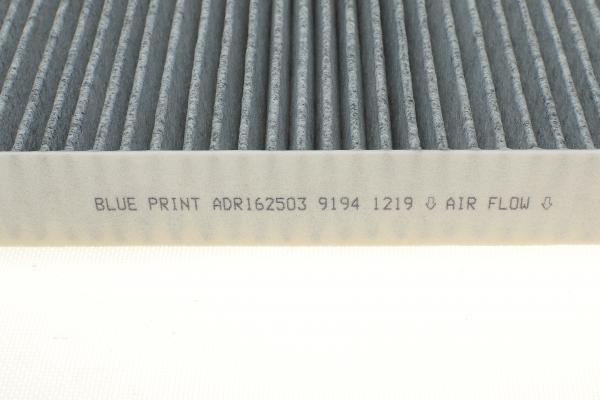 BLUE PRINT ADR162503 9194 1219 ⇩ AIR FLOW ⇩